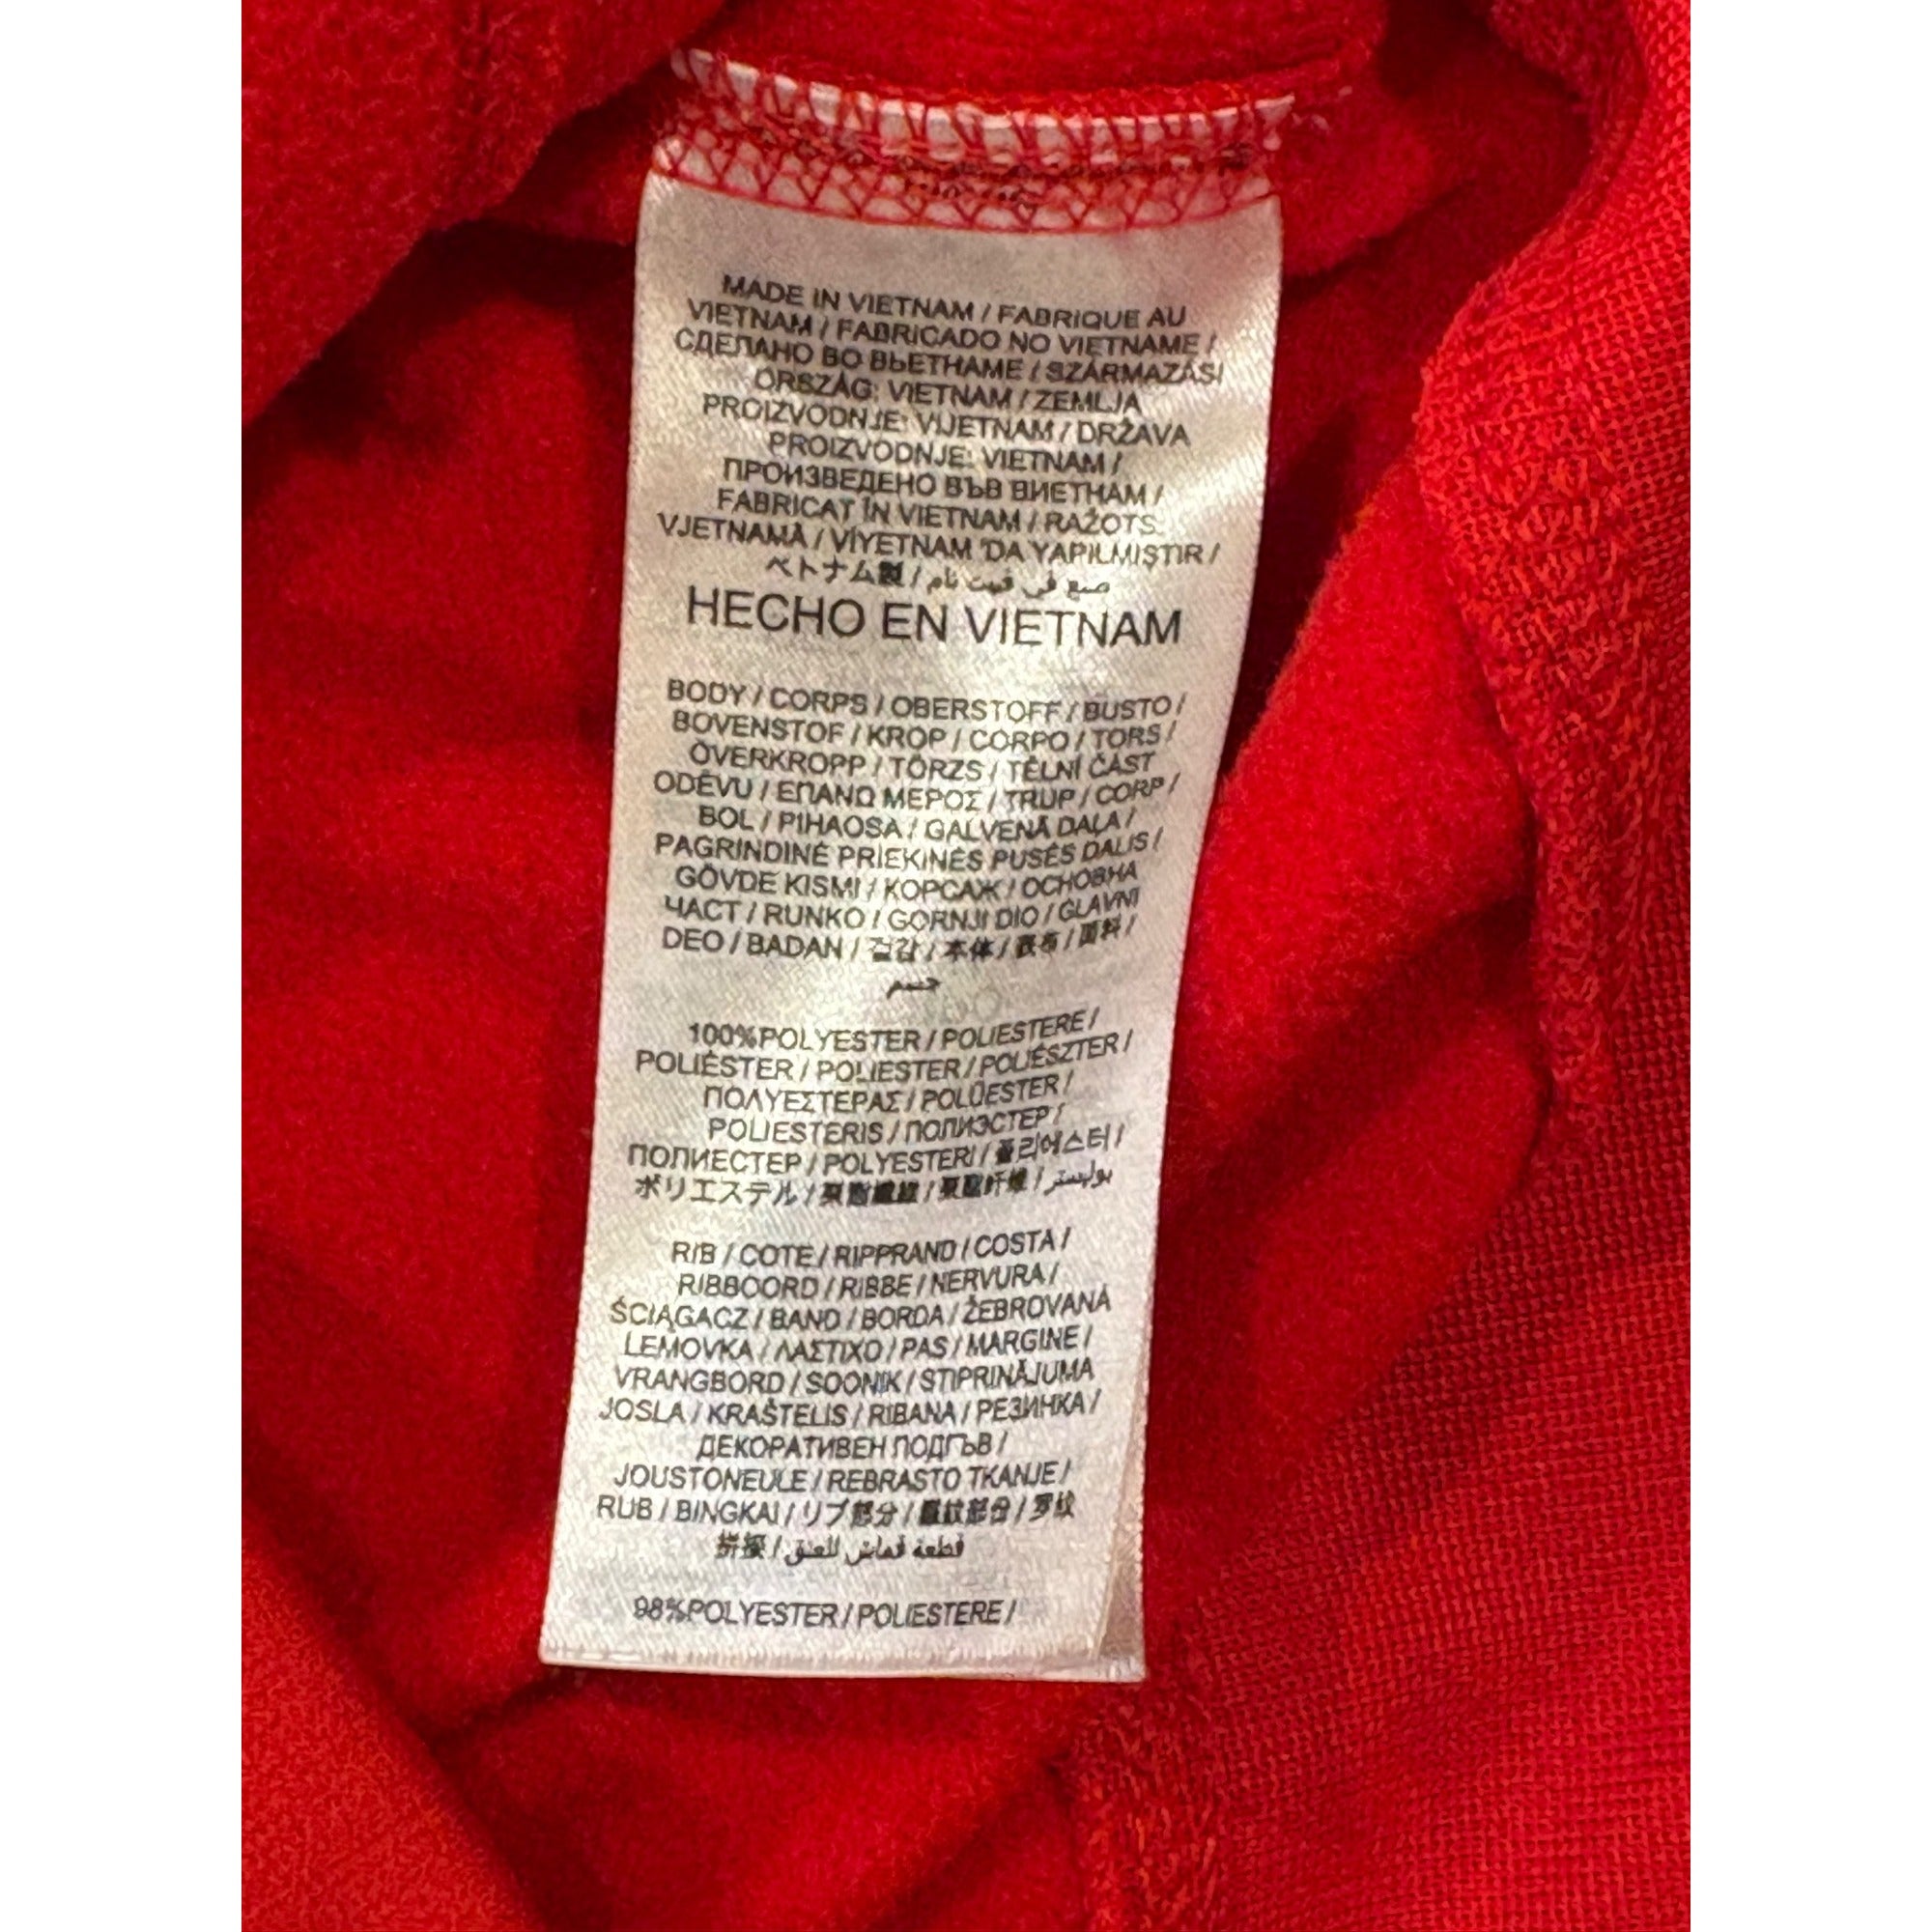 MADE IN VIETNAM / FABRIQUE AU
VIETNAM / FABRICADO NO VIETNAME /
СДЕЛАНО ВО ВЬЕТНАМЕ / SZÁRMAZÁSI
ORSZÁG: VIETNAM / ZEMLJA
PROIZVODNJE: VIJETNAM / DRŽAVA
PROIZVODNJE: VIETNAM /
ПРОИЗВЕДЕНО ВЪВ ВИЕТНАМ /
FABRICAT ÎN VIETNAM / RAŽOTS
VJETNAMĀ / VİYETNAM 'DA YAPILMIŞTIR /
ベトナム製 / صنع في فيت نام
HECHO EN VIETNAM
BODY / CORPS / OBERSTOFF / BUSTO /
BOVENSTOF / KROP / CORPO / TORS /
ÖVERKROPP / TÖRZS / TĚLNÍ ČÁST
ODĚVU / ΕΠΑΝΩ ΜΕΡΟΣ / TRUP / CORP /
BOL / PIHAOSA / GALVENĀ DAĻA /
PAGRINDINĖ PRIEKINĖS PUSĖS DALIS /
GÖVDE KISMI / КОРСАЖ / ОСНОВНА
ЧАСТ / RUNKO / GORNJI DIO / GLAVNI
DEO / BADAN / 겉감 / 本体 / 表布 / 面料 /
جسم
100%POLYESTER / POLIESTERE /
POLIÉSTER / POLIESTER / POLIÉSZTER /
ΠΟΛΥΕΣΤΕΡΑΣ / POLÜESTER /
POLIESTERIS / ПОЛИЭСТЕР /
ПОЛИЕСТЕР / POLYESTERI / 폴리에스터 /
ポリエステル / 聚酯纖維 / 聚酯纤维 / بوليستر
RIB / COTE / RIPPRAND / COSTA /
RIBBOORD / RIBBE / NERVURA /
ŚCIĄGACZ / BAND / BORDA / ŽEBROVANÁ
LEMOVKA / ΛΑΣΤΙΧΟ / PAS / MARGINE /
VRANGBORD / SOONIK / STIPRINĀJUMA
JOSLA / KRAŠTELIS / RIBANA / РЕЗИНКА /
ДЕКОРАТИВЕН ПОДГЪВ /
JOUSTONEULE / REBRASTO TKANJE /
RUB / BINGKAI / リブ部分 / 羅紋部份 / 罗纹
拼接 / قطعة قماش للعنق
98%POLYESTER / POLIESTERE /